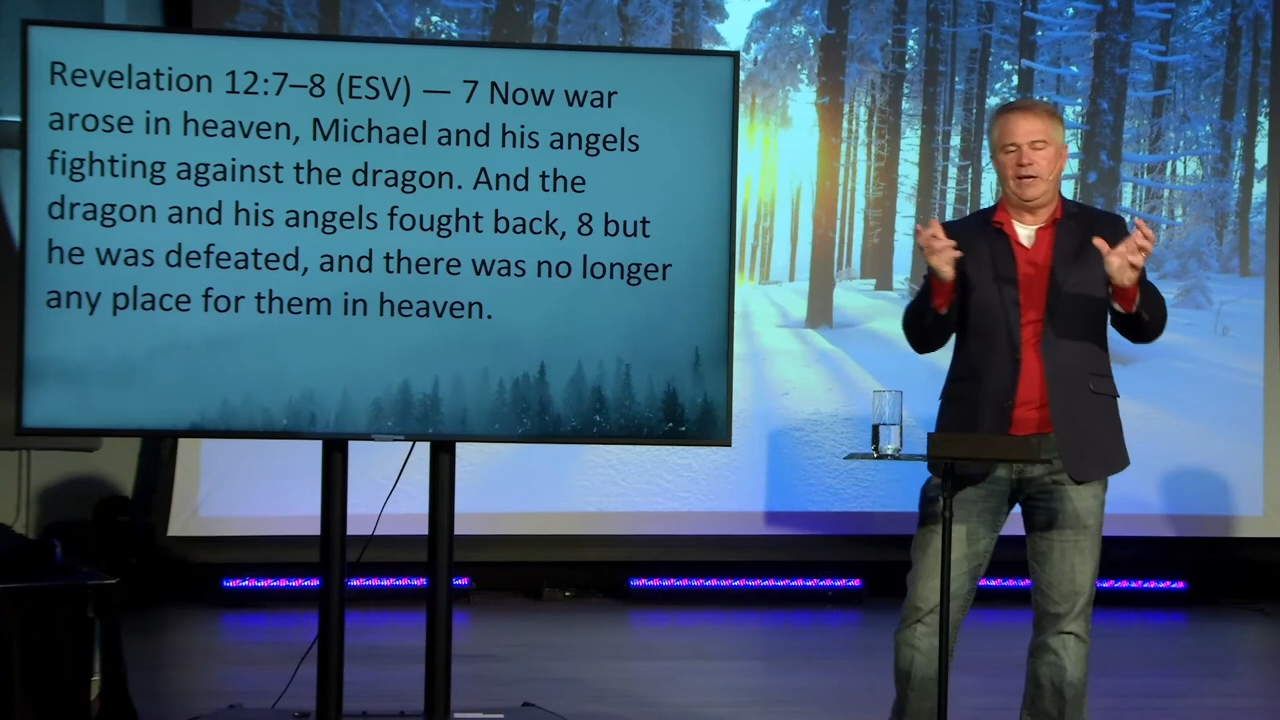 Revelation 12:7–8 (ESV) — 7 Now war
arose in heaven, Michael and his angels
fighting against the dragon. And the
dragon and his angels fought back, 8 but
he was defeated, and there was no longer
any place for them in heaven.